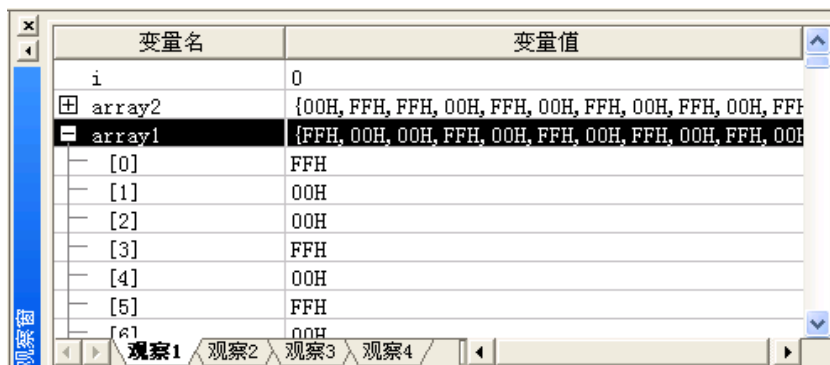 变量名 变量值
i 0
array2 {00H, FFH, FFH, 00H, FFH, 00H, FFH, 00H, FFH, 00H, FFH
array1 {FFH, 00H, 00H, FFH, 00H, FFH, 00H, FFH, 00H, FFH, 00H
[0] FFH
[1] 00H
[2] 00H
[3] FFH
[4] 00H
[5] FFH
[6] 00H
观察1 观察2 观察3 观察4
观察窗